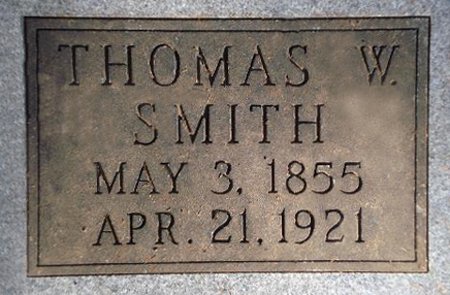 THOMAS W.
SMITH
MAY 3, 1855
APR. 21, 1921